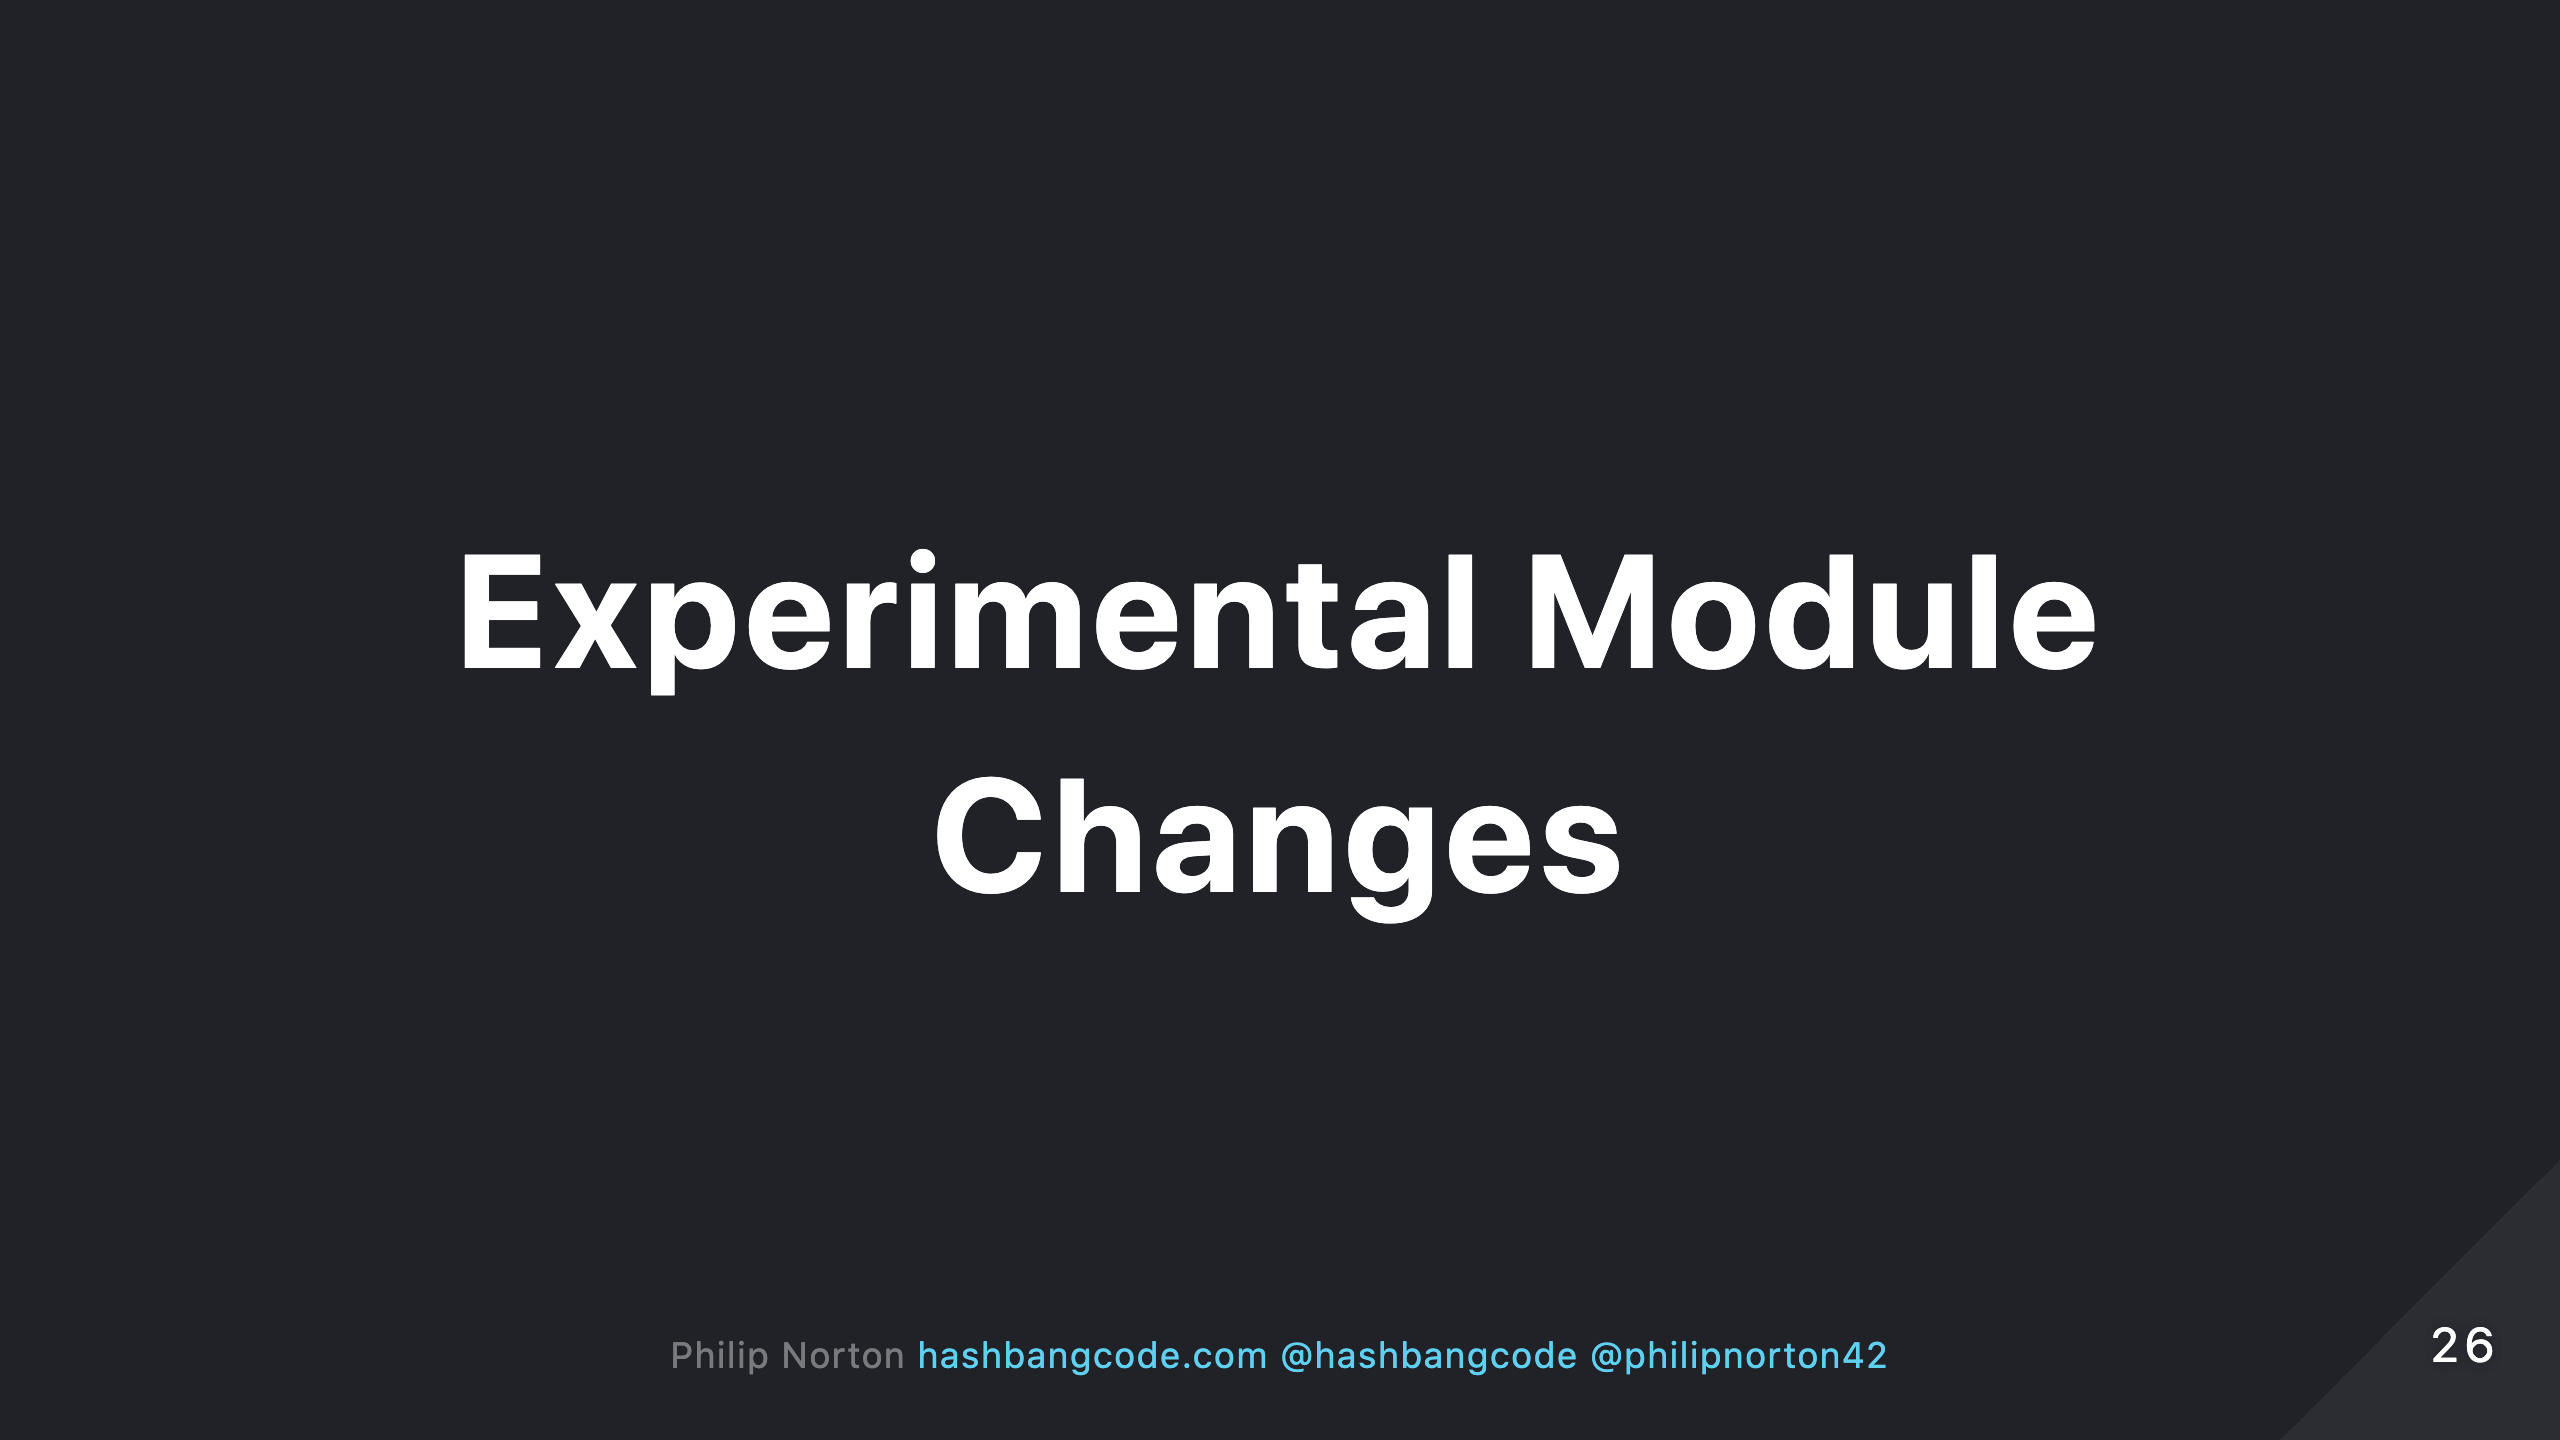 Experimental Module
Changes
Philip Norton hashbangcode.com @hashbangcode @philipnorton42
26